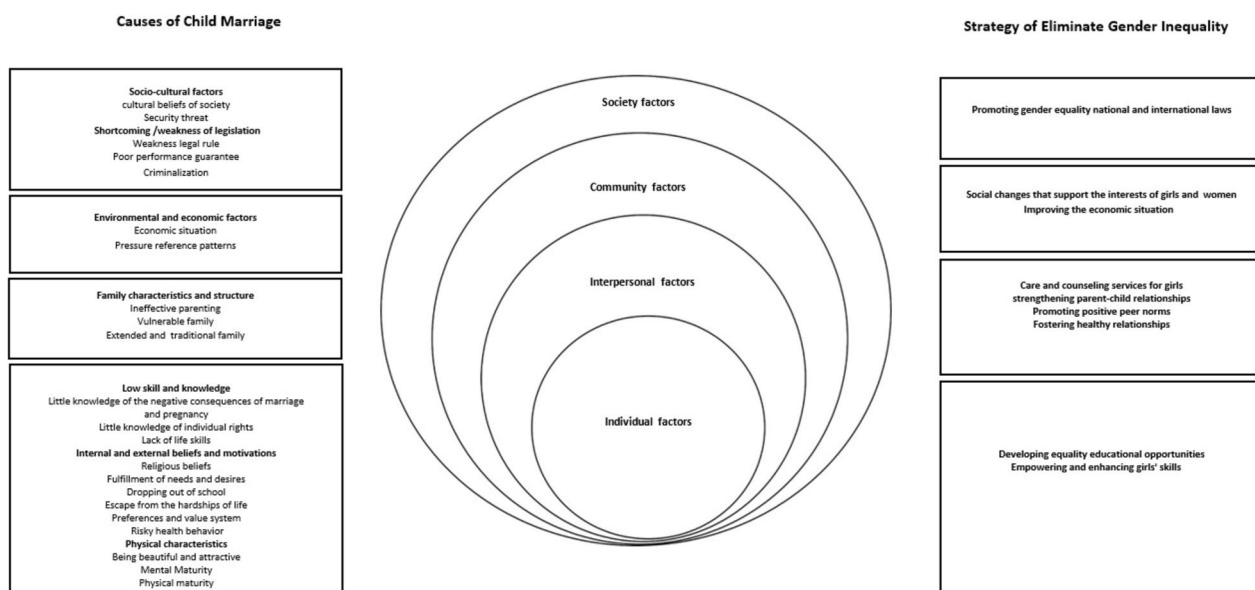 Causes of Child Marriage
Socio-cultural factors
cultural beliefs of society
Security threat
Shortcoming /weakness of legislation
Weakness legal rule
Poor performance guarantee
Criminalization
Environmental and economic factors
Economic situation
Pressure reference patterns
Family characteristics and structure
Ineffective parenting
Vulnerable family
Extended and traditional family
Low skill and knowledge
Little knowledge of the negative consequences of marriage
and pregnancy
Little knowledge of individual rights
Lack of life skills
Internal and external beliefs and motivations
Religious beliefs
Fulfillment of needs and desires
Dropping out of school
Escape from the hardships of life
Preferences and value system
Risky health behavior
Physical characteristics
Being beautiful and attractive
Mental Maturity
Physical maturity
Society factors
Community factors
Interpersonal factors
Individual factors
Strategy of Eliminate Gender Inequality
Promoting gender equality national and international laws
Social changes that support the interests of girls and women
Improving the economic situation
Care and counseling services for girls
strengthening parent-child relationships
Promoting positive peer norms
Fostering healthy relationships
Developing equality educational opportunities
Empowering and enhancing girls' skills